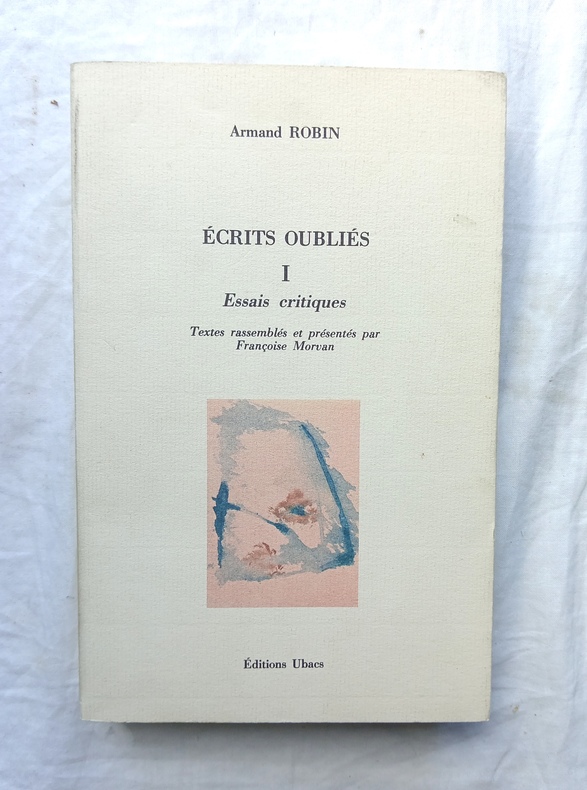 Armand ROBIN
ÉCRITS OUBLIÉS
I
Essais critiques
Textes rassemblés et présentés par
Françoise Morvan
Éditions Ubacs